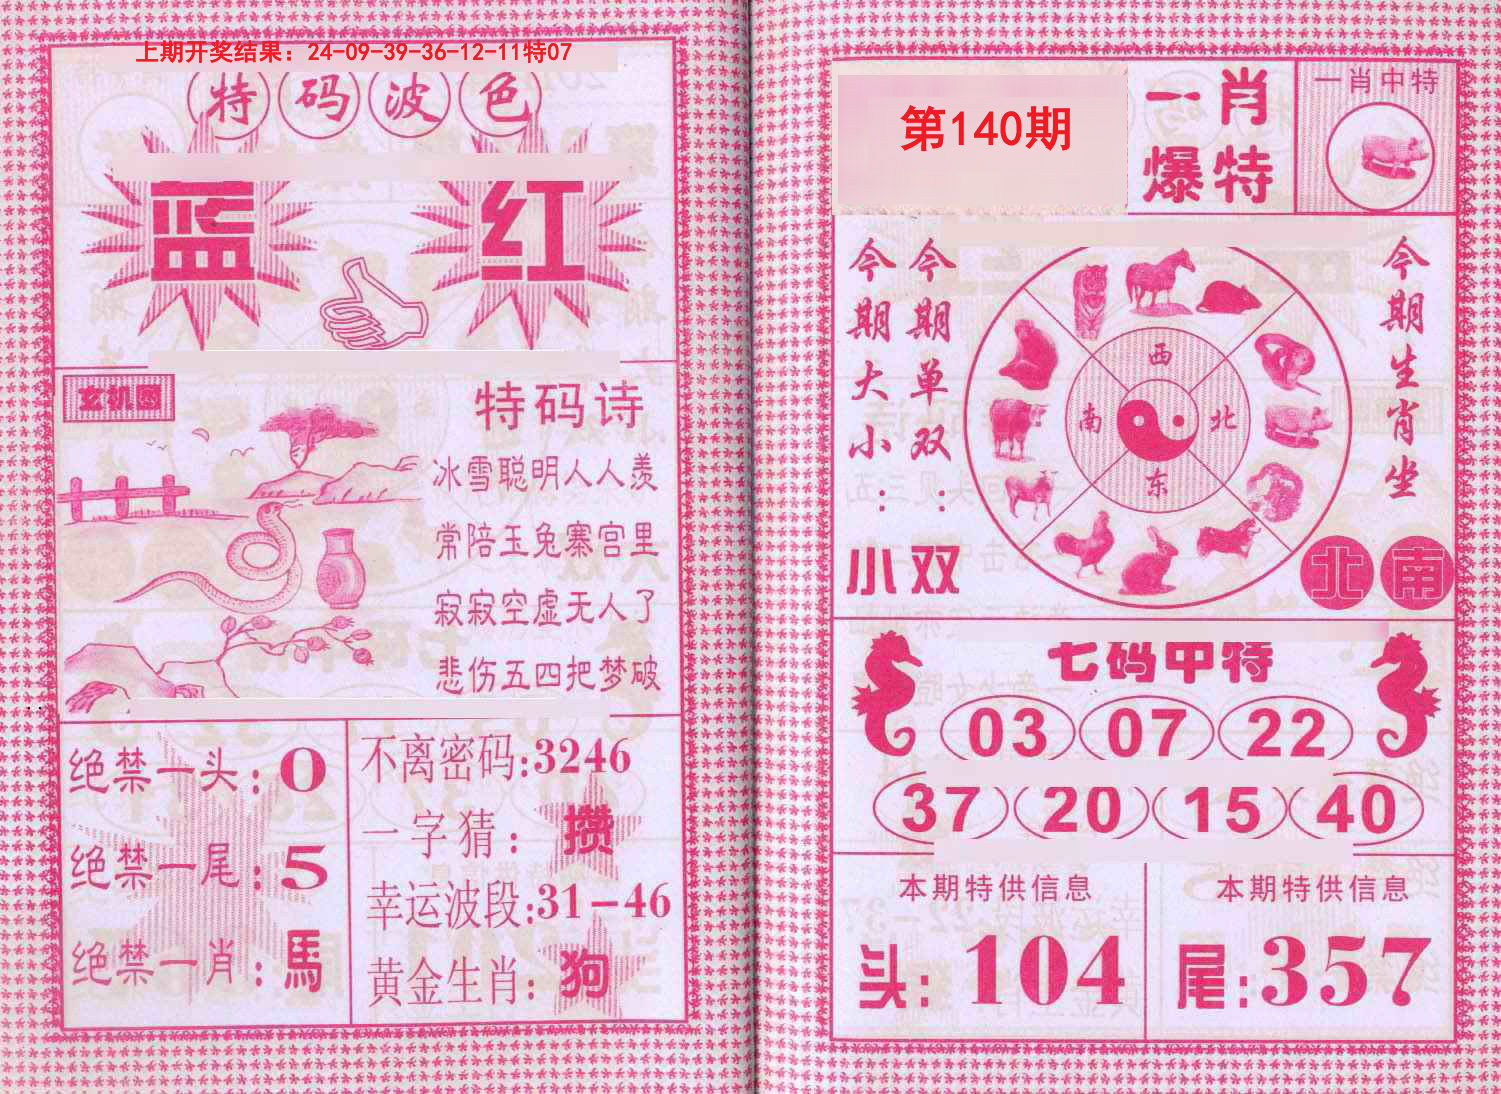 上期开奖结果：24-09-39-36-12-11特07
特码波色
蓝 红
玄机图
特码诗
冰雪聪明人人羡
常陪玉兔寨宫里
寂寂空虚无人了
悲伤五四把梦破
绝禁一头:0
绝禁一尾:5
绝禁一肖:馬
不离密码:3246
一字猜:攒
幸运波段:31-46
黄金生肖:狗
第140期
一肖
爆特
一肖中特
今期大小:小
今期单双:双
西
南 北
东
今期生肖坐
北 南
七码中特
03 07 22
37 20 15 40
本期特供信息
头:104
本期特供信息
尾:357